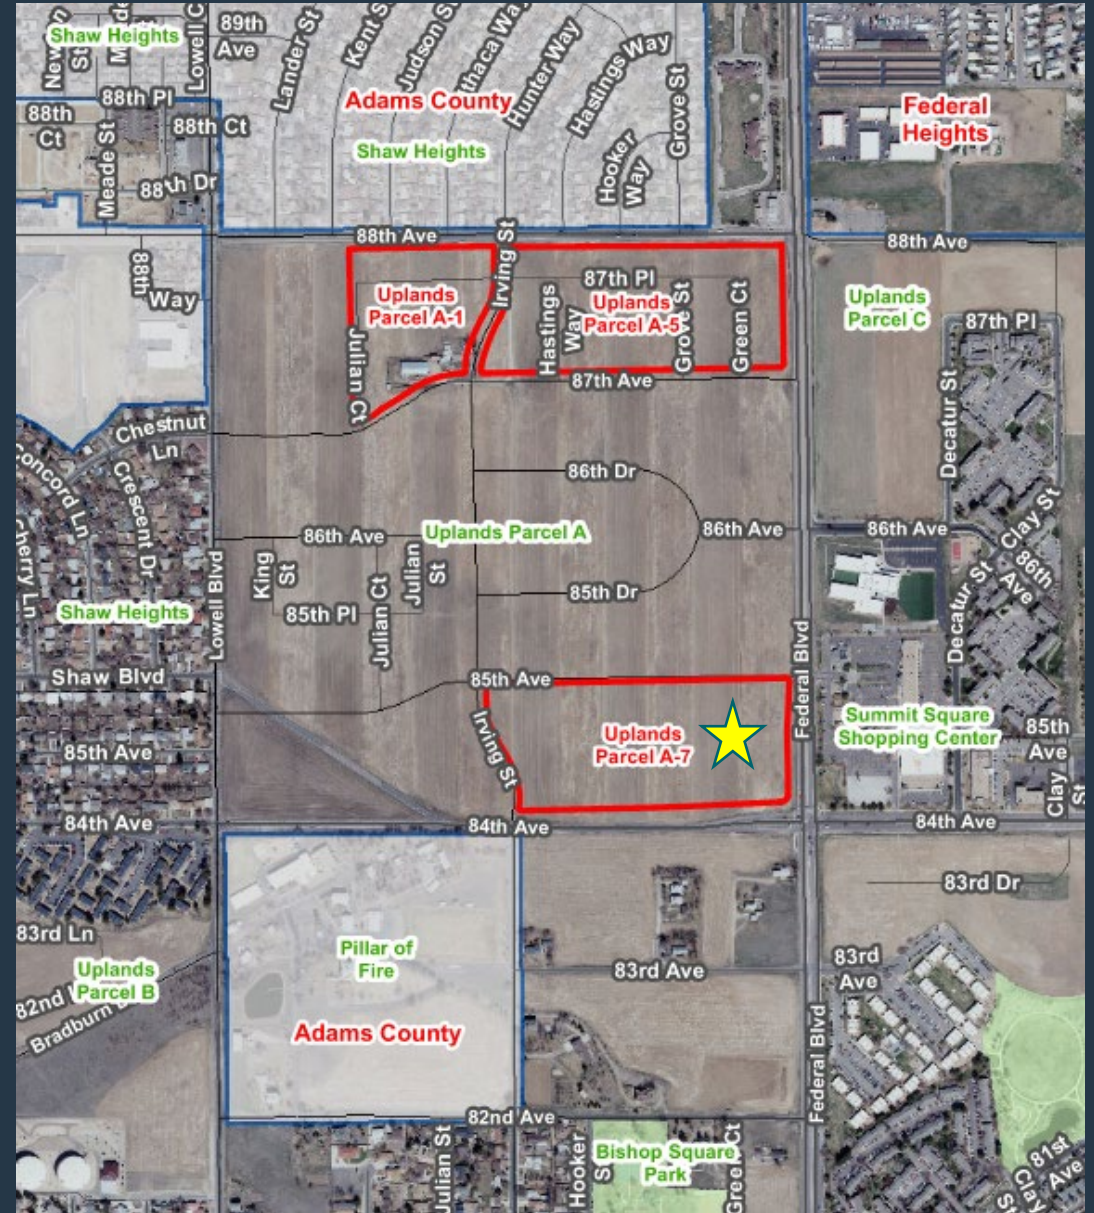 Shaw Heights
89th
Ave
Lowell C
Lander St
Kent S
Judson S
thaca Way
Hunter Way
Hastings Way
Grove St
Hooker
Way
Adams County
Shaw Heights
Federal
Heights
88th Pl
88th
Ct
Meade St
88th Ct
88th Dr
88th
Way
88th Ave
Irving St
88th Ave
Uplands
Parcel A-1
Julian Ct
87th Pl
Uplands
Parcel A-5
Hastings
Way
Grove St
Green Ct
87th Ave
Uplands
Parcel C
87th Pl
Decatur St
Chestnut
Ln
Concord Ln
Crescent Dr
Cherry Ln
86th Dr
86th Ave
Uplands Parcel A
86th Ave
86th Ave
Clay St
86th
Ave
King
St
Julian
St
85th Pl
Julian Ct
85th Dr
Decatur St
Shaw Heights
Lowell Blvd
Federal Blvd
Shaw Blvd
85th Ave
Irving St
Uplands
Parcel A-7
Summit Square
Shopping Center
85th
Ave
Clay
St
85th Ave
84th Ave
84th Ave
84th Ave
83rd Dr
83rd Ln
Uplands
Parcel B
82nd
Bradburn
Pillar of
Fire
Adams County
83rd Ave
83rd
Ave
Federal Blvd
82nd Ave
Julian St
Hooker
S
Bishop Square
Park
Gree Ct
81st
Ave
Clay
St